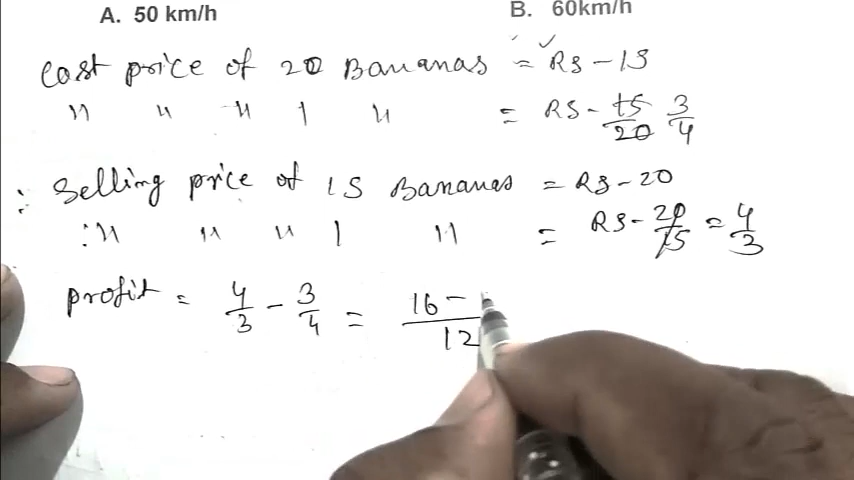 A. 50 km/h B. 60km/h
Cost price of 20 Bananas = RS - 15
" " " 1 " = RS - 15/20 3/4
∴ Selling price of 15 Bananas = RS - 20
∴ " " " 1 " = RS - 20/15 = 4/3
profit = 4/3 - 3/4 = 16 - /12